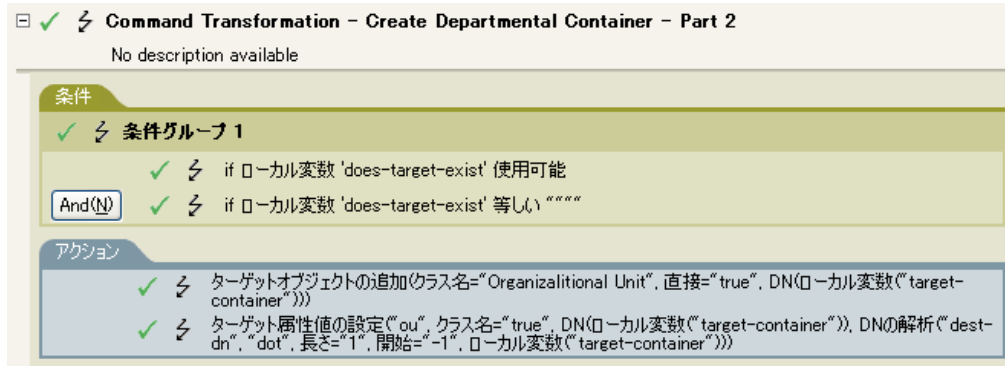 Command Transformation - Create Departmental Container - Part 2
No description available
条件
条件グループ 1
if ローカル変数 'does-target-exist' 使用可能
And(N) if ローカル変数 'does-target-exist' 等しい """"
アクション
ターゲットオブジェクトの追加(クラス名="Organizalitional Unit", 直接="true", DN(ローカル変数("target-
container")))
ターゲット属性値の設定("ou", クラス名="true", DN(ローカル変数("target-container")), DNの解析("dest-
dn", "dot", 長さ="1", 開始="-1", ローカル変数("target-container")))